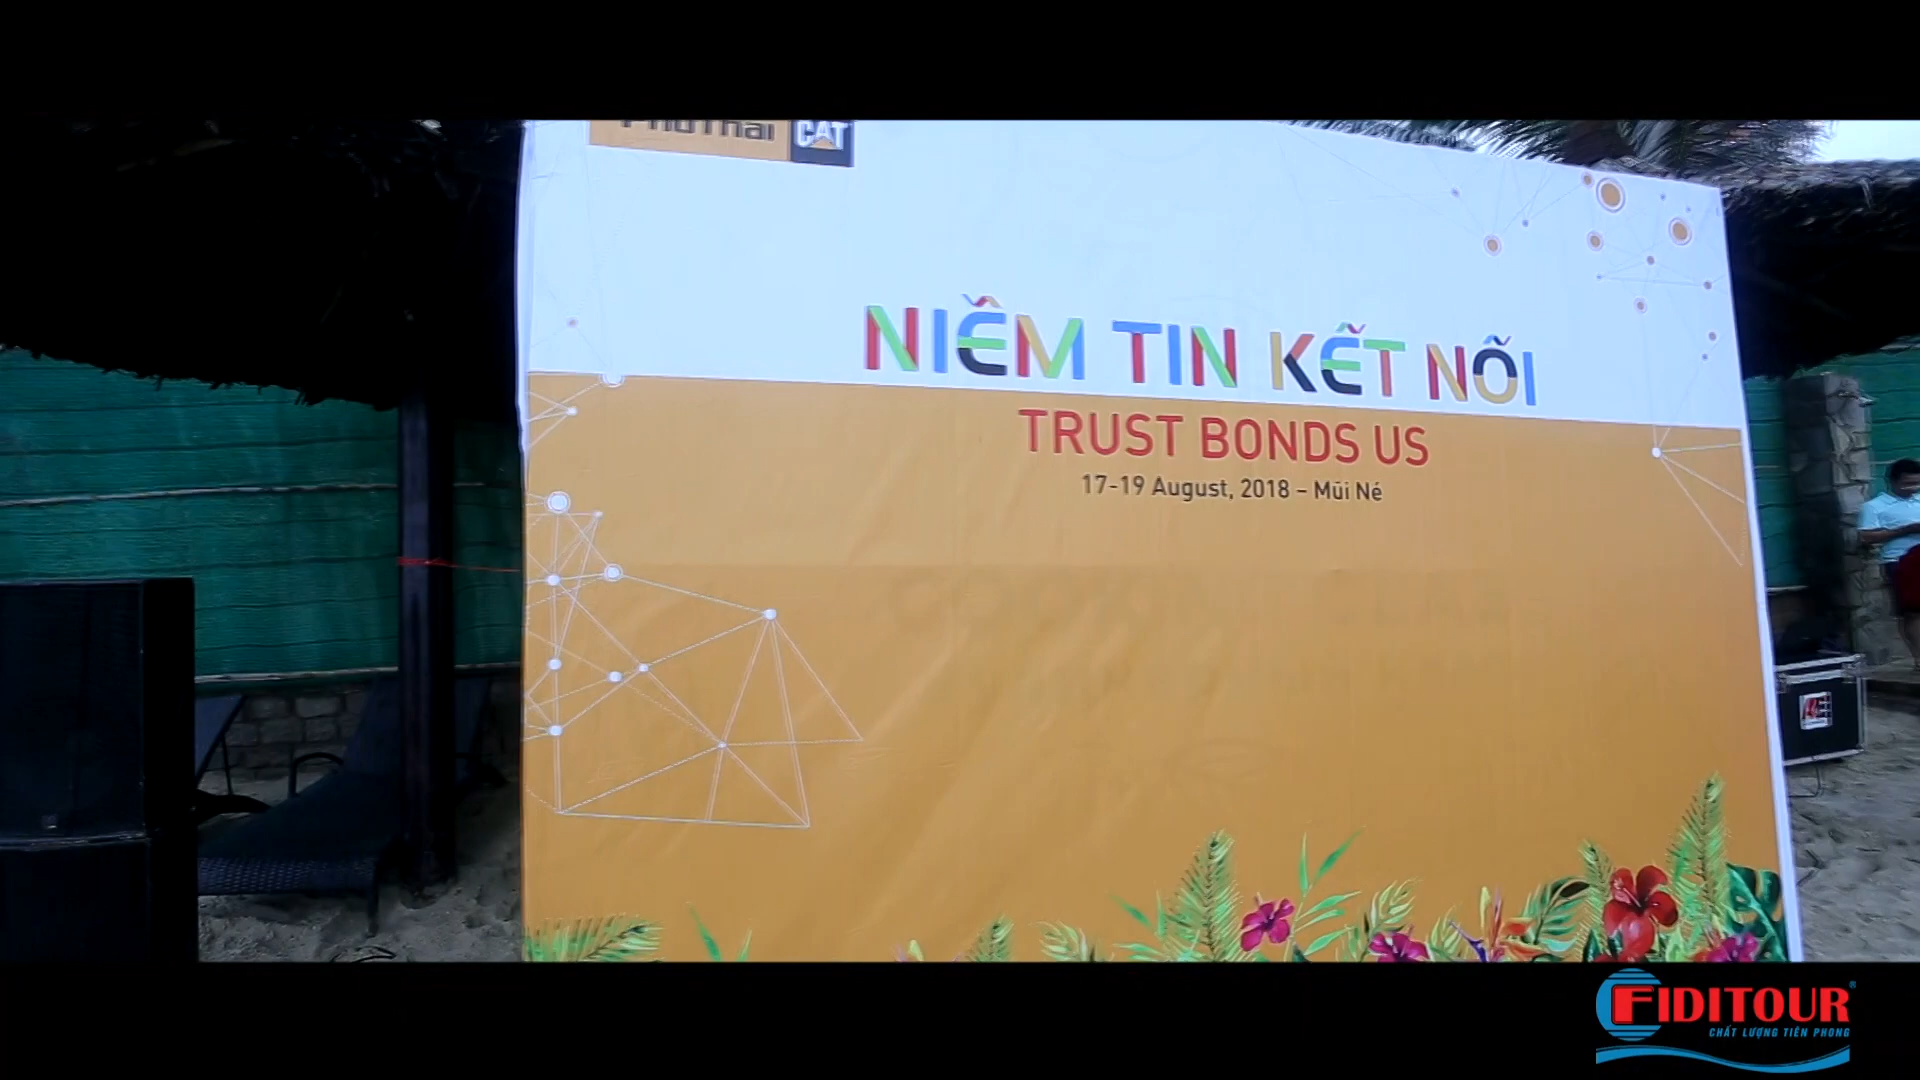 PhuThai CAT
NIỀM TIN KẾT NỐI
TRUST BONDS US
17-19 August, 2018 – Mũi Né
FIDITOUR®
CHẤT LƯỢNG TIÊN PHONG